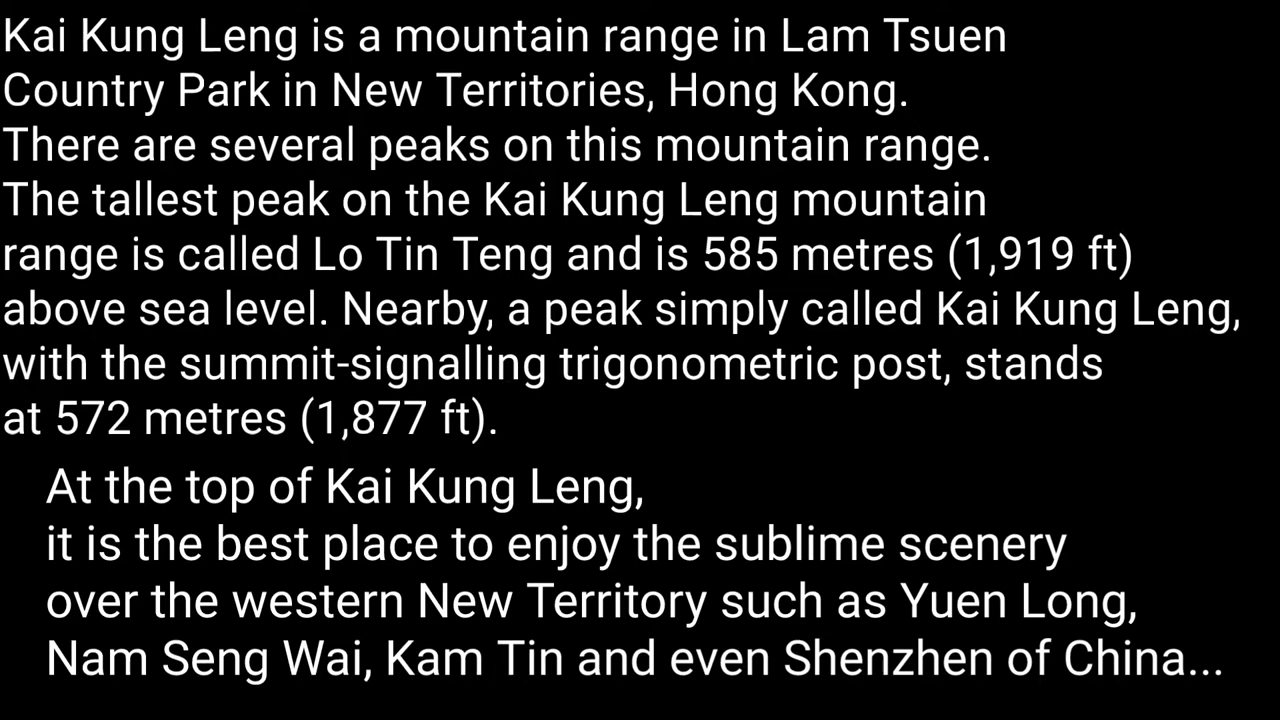 Kai Kung Leng is a mountain range in Lam Tsuen
Country Park in New Territories, Hong Kong.
There are several peaks on this mountain range.
The tallest peak on the Kai Kung Leng mountain
range is called Lo Tin Teng and is 585 metres (1,919 ft)
above sea level. Nearby, a peak simply called Kai Kung Leng,
with the summit-signalling trigonometric post, stands
at 572 metres (1,877 ft).
At the top of Kai Kung Leng,
it is the best place to enjoy the sublime scenery
over the western New Territory such as Yuen Long,
Nam Seng Wai, Kam Tin and even Shenzhen of China...